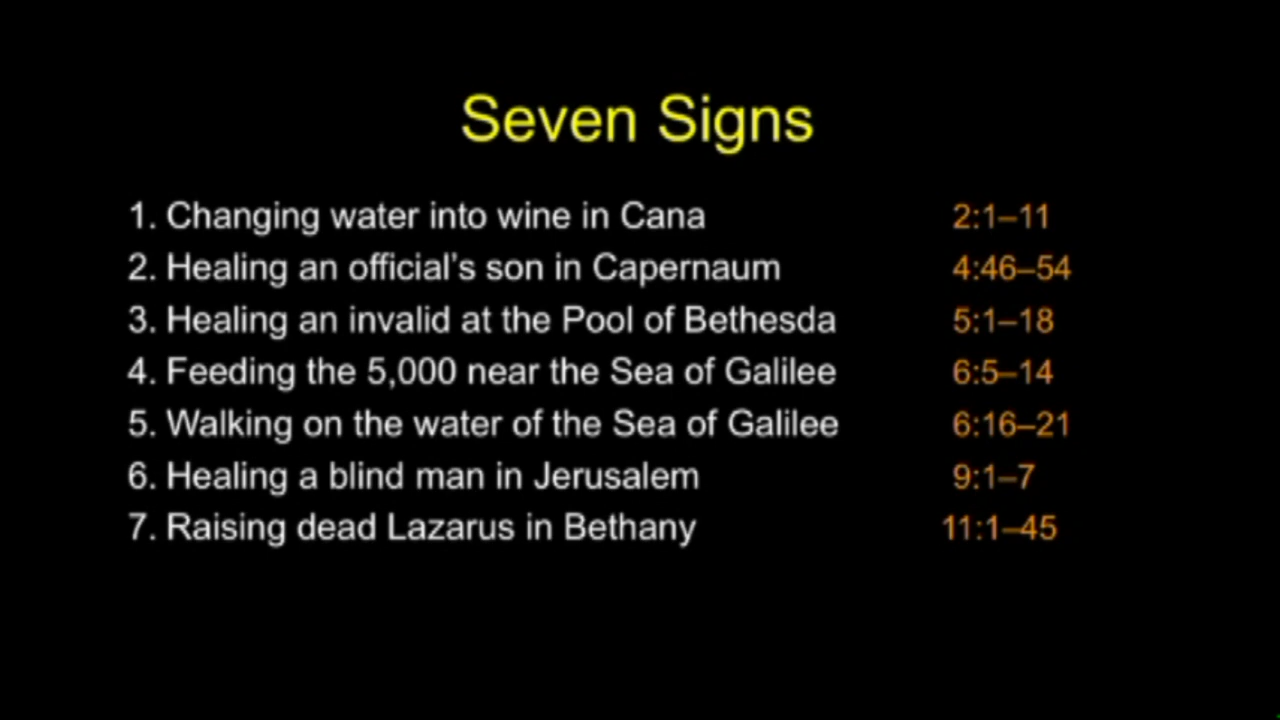 Seven Signs
1. Changing water into wine in Cana 2:1–11
2. Healing an official's son in Capernaum 4:46–54
3. Healing an invalid at the Pool of Bethesda 5:1–18
4. Feeding the 5,000 near the Sea of Galilee 6:5–14
5. Walking on the water of the Sea of Galilee 6:16–21
6. Healing a blind man in Jerusalem 9:1–7
7. Raising dead Lazarus in Bethany 11:1–45